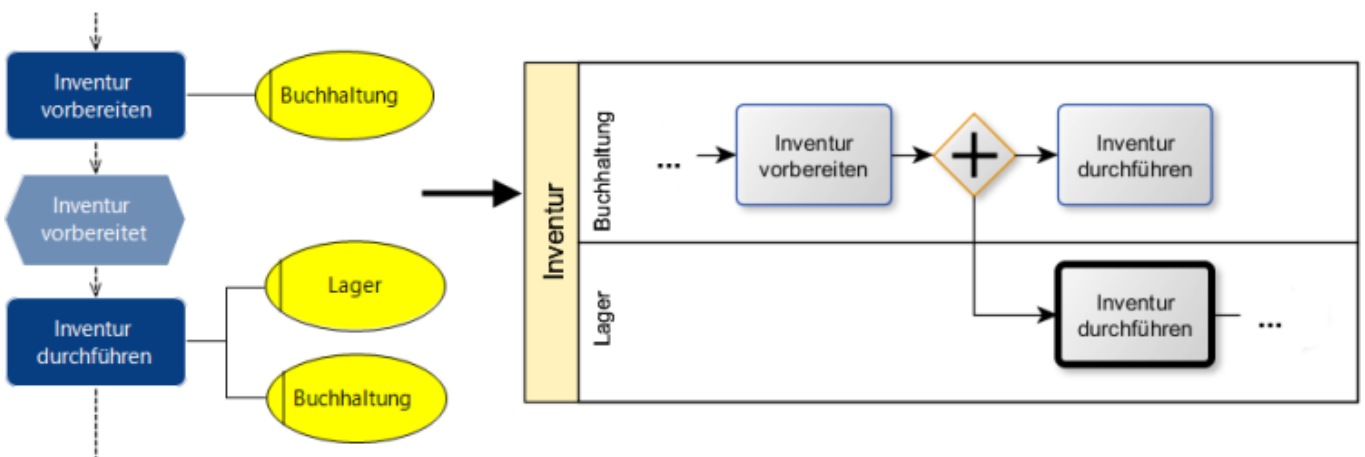 Inventur
vorbereiten
Buchhaltung
Inventur
vorbereitet
Lager
Inventur
durchführen
Buchhaltung
Inventur
Buchhaltung
...
Inventur
vorbereiten
Inventur
durchführen
Lager
Inventur
durchführen
...